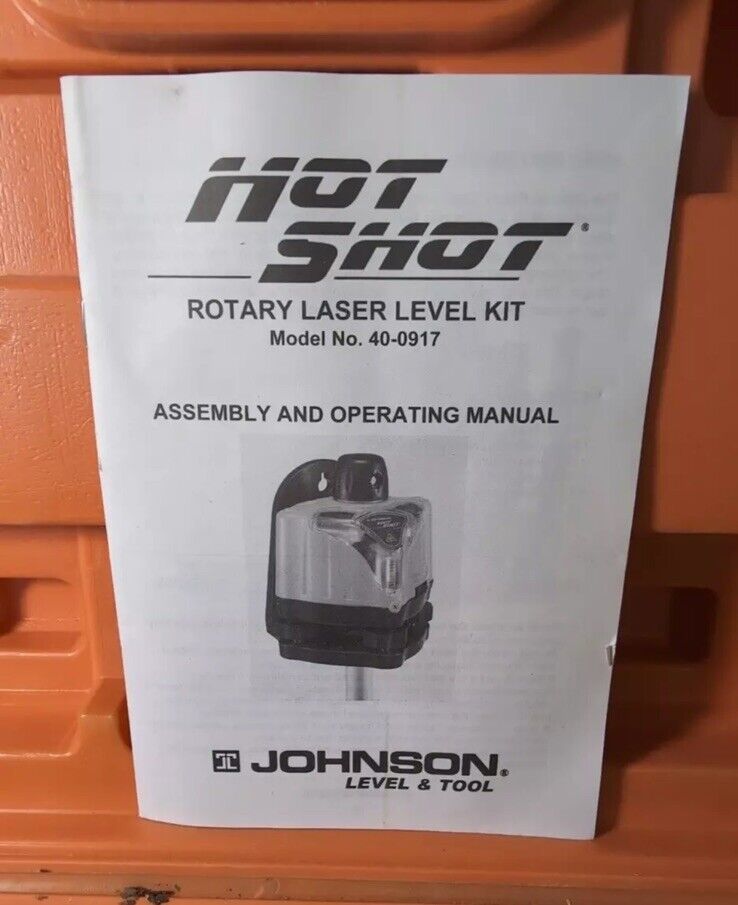 HOT
SHOT®
ROTARY LASER LEVEL KIT
Model No. 40-0917
ASSEMBLY AND OPERATING MANUAL
JOHNSON®
LEVEL & TOOL